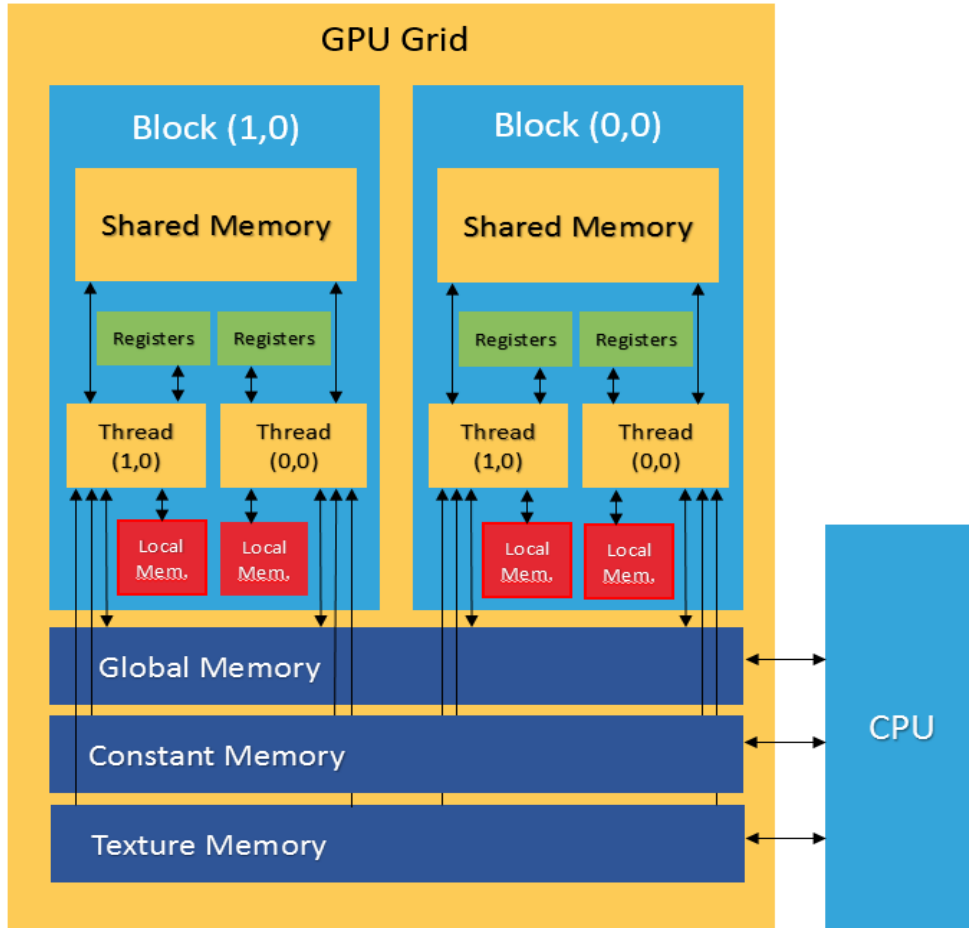 GPU Grid
Block (1,0)
Shared Memory
Registers
Registers
Thread
(1,0)
Thread
(0,0)
Local
Mem,
Local
Mem,
Block (0,0)
Shared Memory
Registers
Registers
Thread
(1,0)
Thread
(0,0)
Local
Mem,
Local
Mem,
Global Memory
Constant Memory
Texture Memory
CPU